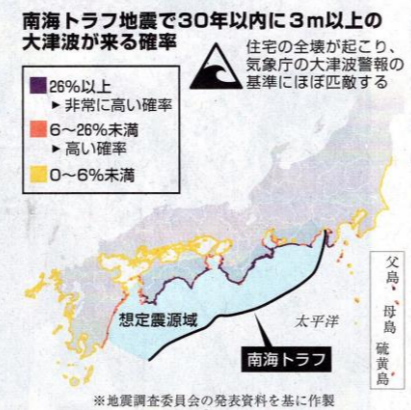 南海トラフ地震で30年以内に3m以上の
大津波が来る確率
住宅の全壊が起こり、
気象庁の大津波警報の
基準にほぼ匹敵する
26%以上
▶非常に高い確率
6〜26%未満
▶高い確率
0〜6%未満
想定震源域
太平洋
南海トラフ
父島、母島、硫黄島
※地震調査委員会の発表資料を基に作製